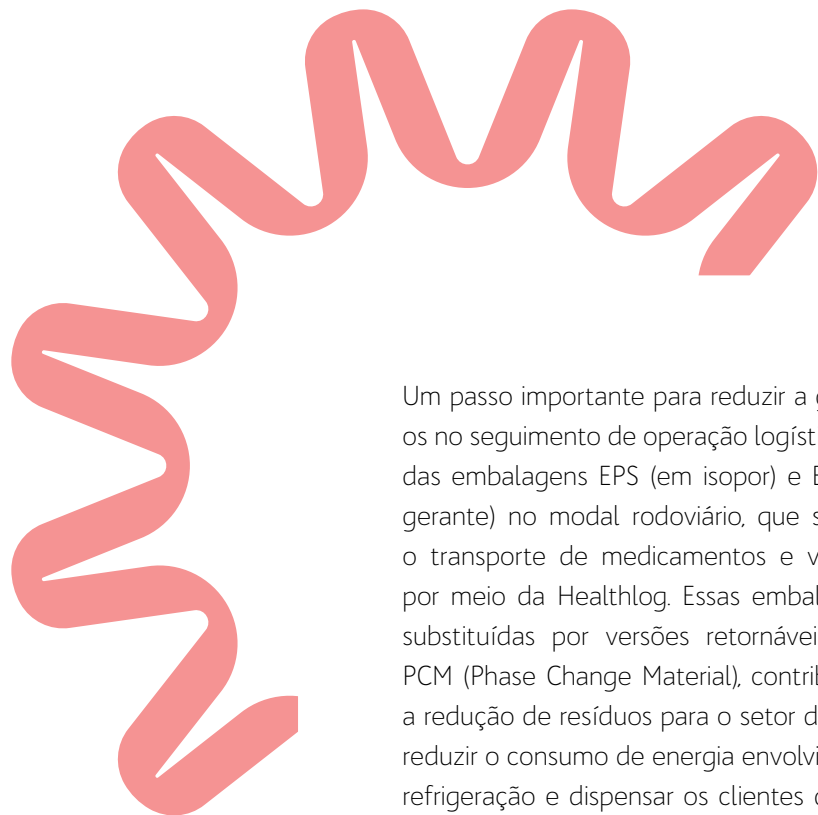 Um passo importante para reduzir a
os no seguimento de operação
das embalagens EPS (em isopor) e
gerante) no modal rodoviário, que
o transporte de medicamentos e
por meio da Healthlog. Essas
substituídas por versões
PCM (Phase Change Material),
a redução de resíduos para o setor
reduzir o consumo de energia
refrigeração e dispensar os clientes